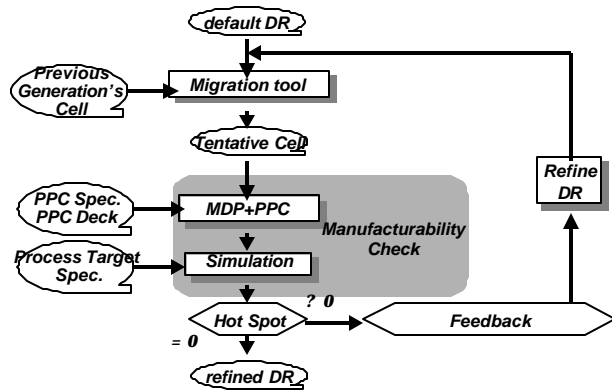 default DR
Previous
Generation's
Cell
Migration tool
Tentative Cell
Refine
DR
PPC Spec.
PPC Deck
MDP+PPC
Manufacturability
Check
Process Target
Spec.
Simulation
? 0
Hot Spot
Feedback
= 0
refined DR